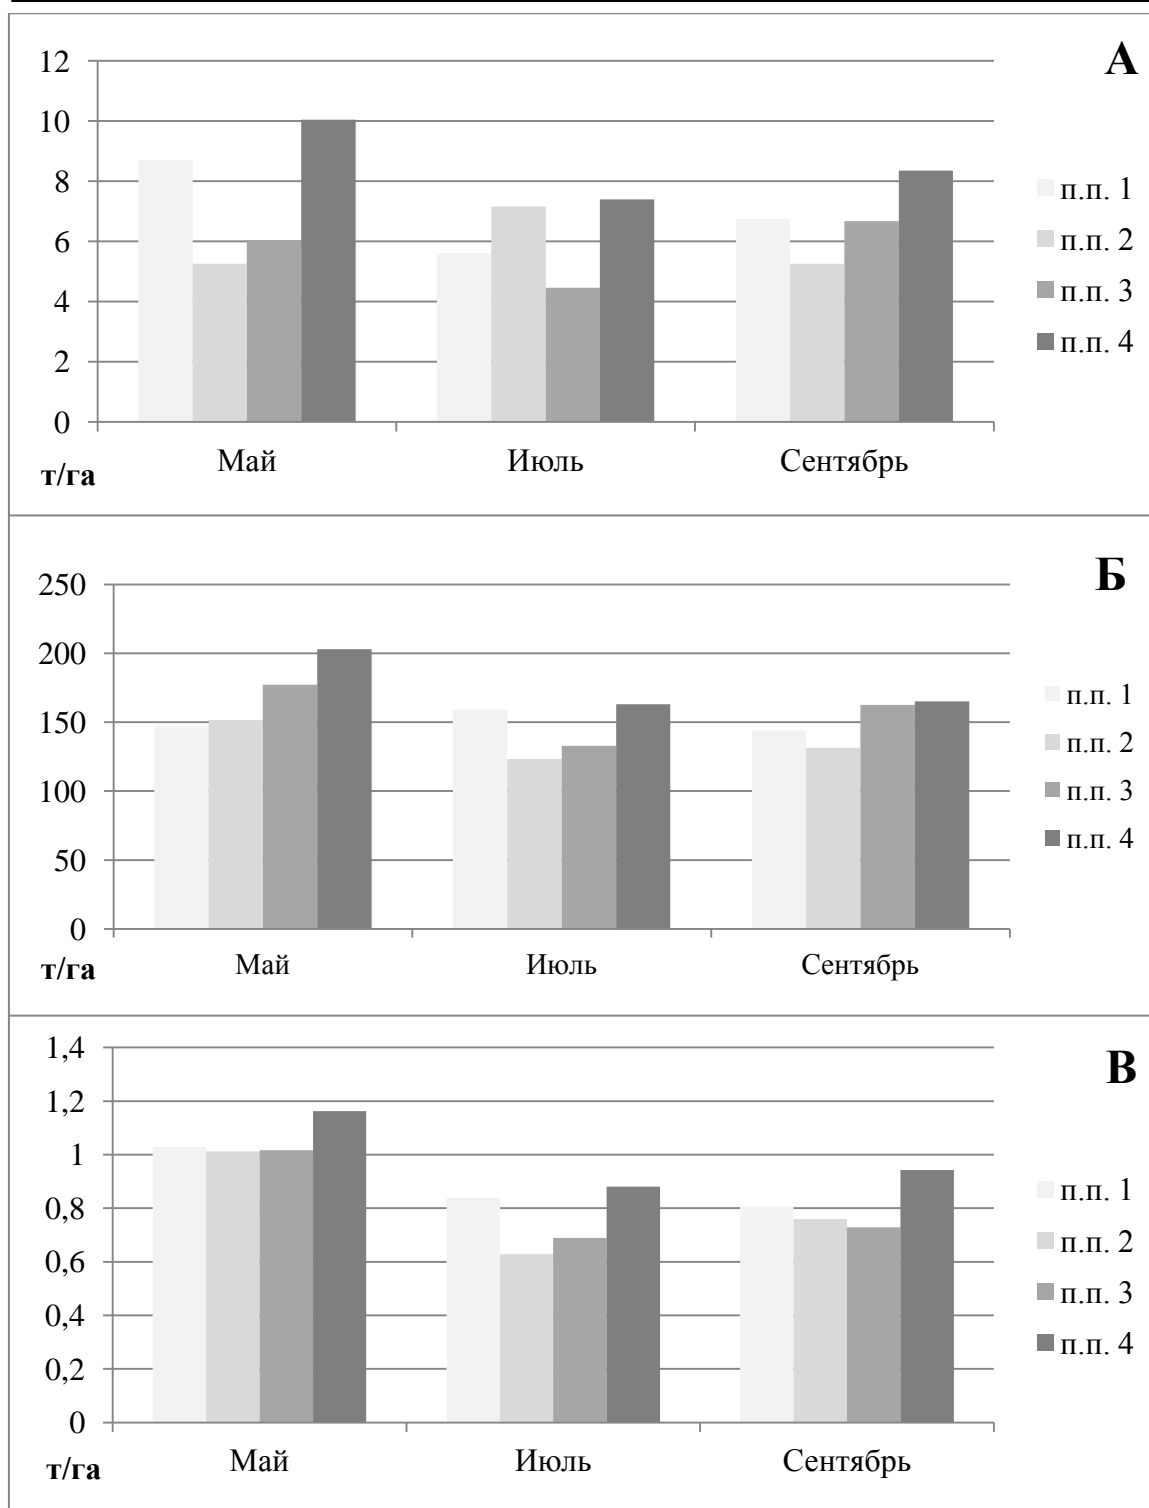 А
12
10
8
6
4
2
0
т/га
Май Июль Сентябрь
п.п. 1
п.п. 2
п.п. 3
п.п. 4
Б
250
200
150
100
50
0
т/га
Май Июль Сентябрь
п.п. 1
п.п. 2
п.п. 3
п.п. 4
В
1,4
1,2
1
0,8
0,6
0,4
0,2
0
т/га
Май Июль Сентябрь
п.п. 1
п.п. 2
п.п. 3
п.п. 4